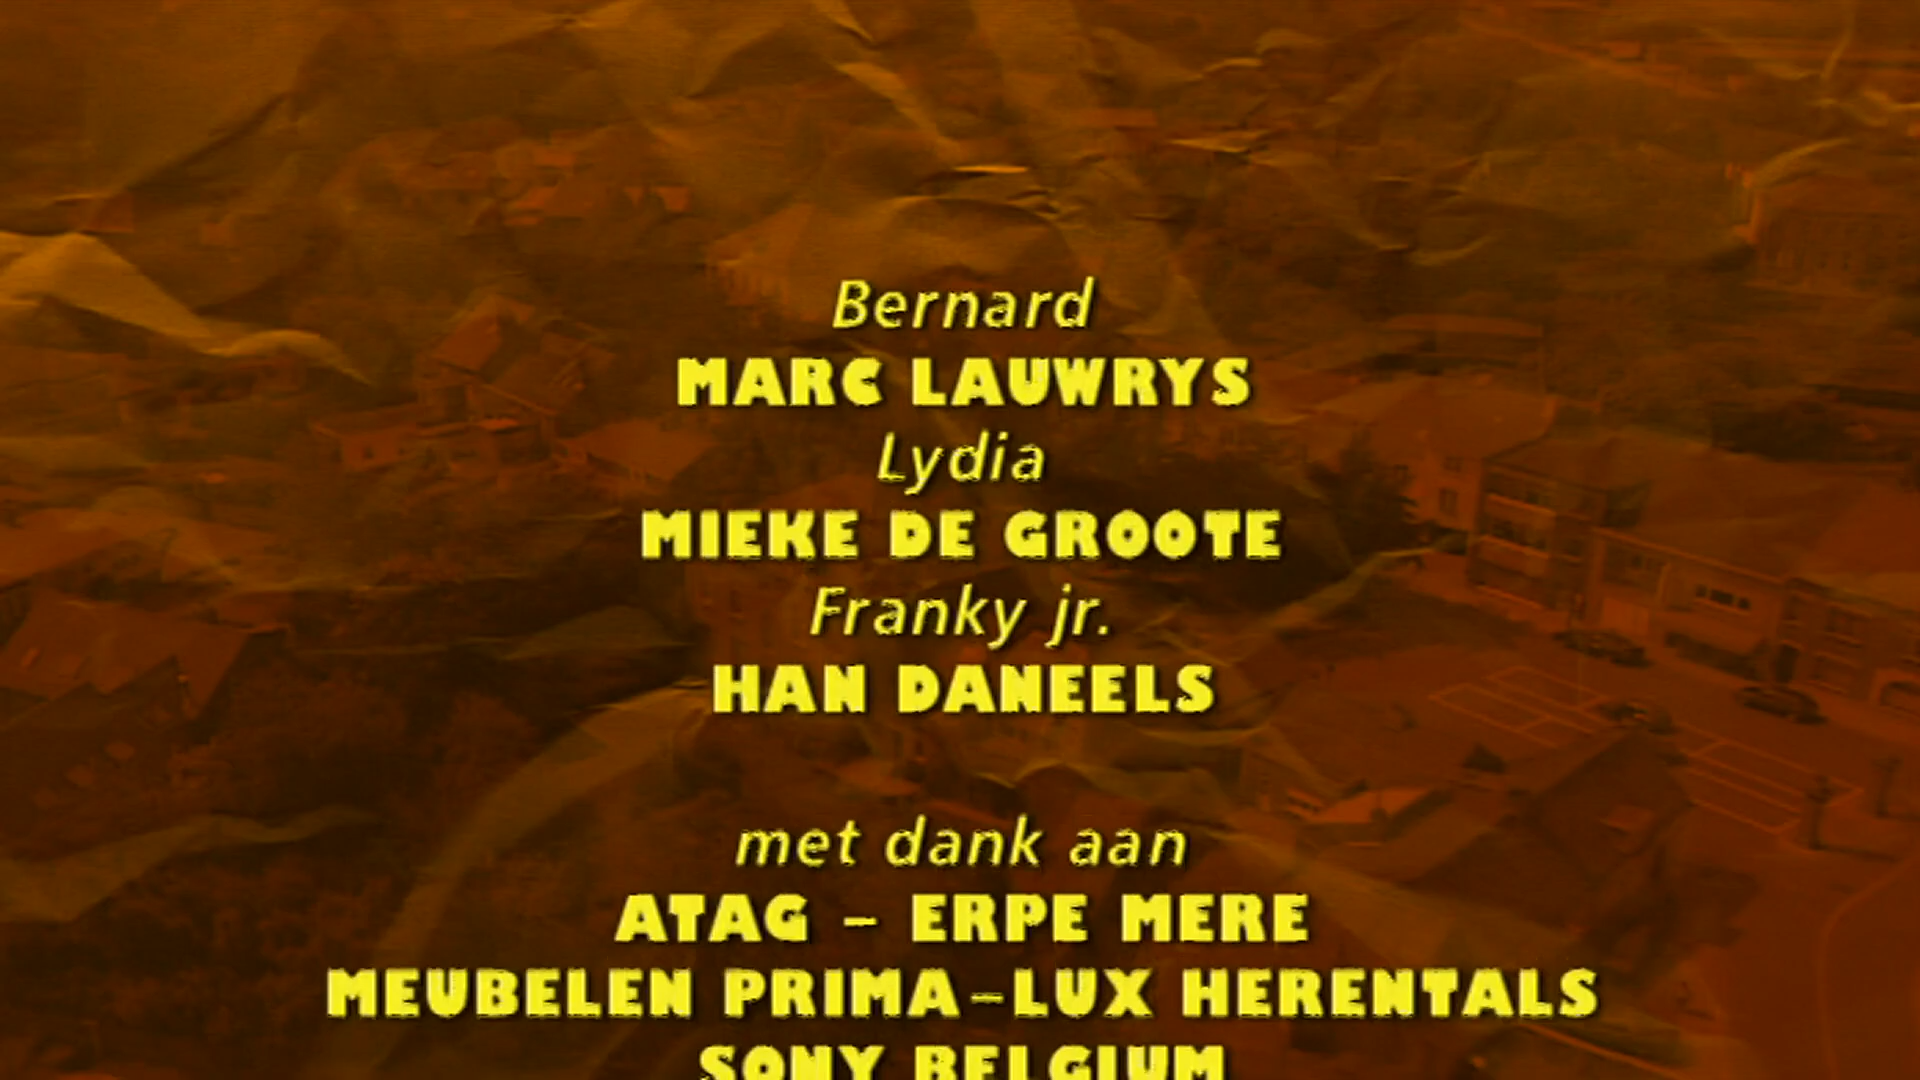 Bernard
MARC LAUWRYS
Lydia
MIEKE DE GROOTE
Franky jr.
HAN DANEELS
met dank aan
ATAG - ERPE MERE
MEUBELEN PRIMA-LUX HERENTALS
SONY BELGIUM